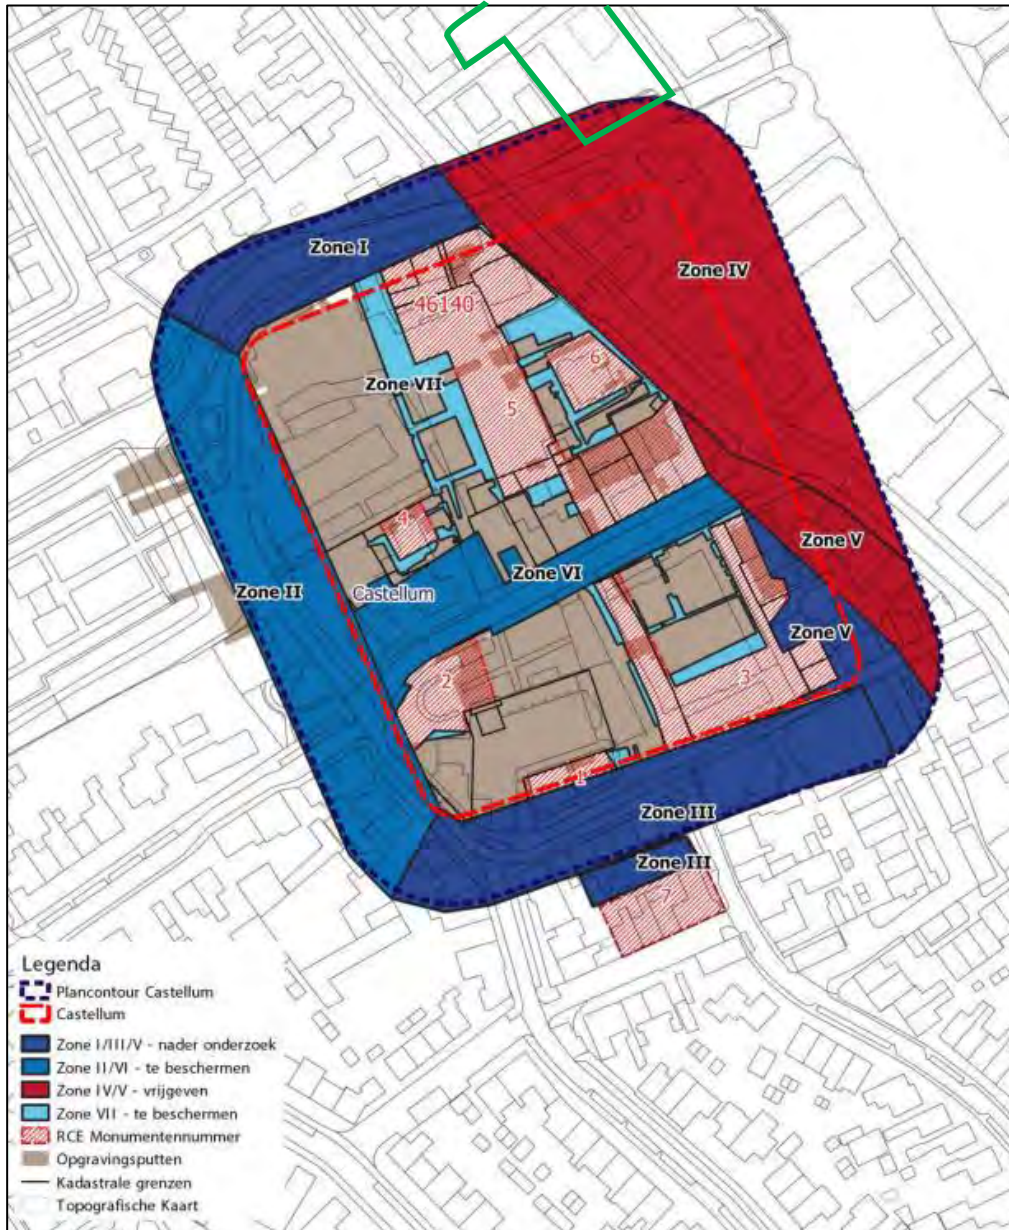 Zone I
Zone IV
46140
6
Zone VII
5
4
Zone V
Zone II
Castellum
Zone VI
Zone V
2
3
1
Zone III
Zone III
7
Legenda
Plancontour Castellum
Castellum
Zone I/III/V - nader onderzoek
Zone II/VI - te beschermen
Zone IV/V - vrijgeven
Zone VII - te beschermen
RCE Monumentennummer
Opgravingsputten
Kadastrale grenzen
Topografische Kaart